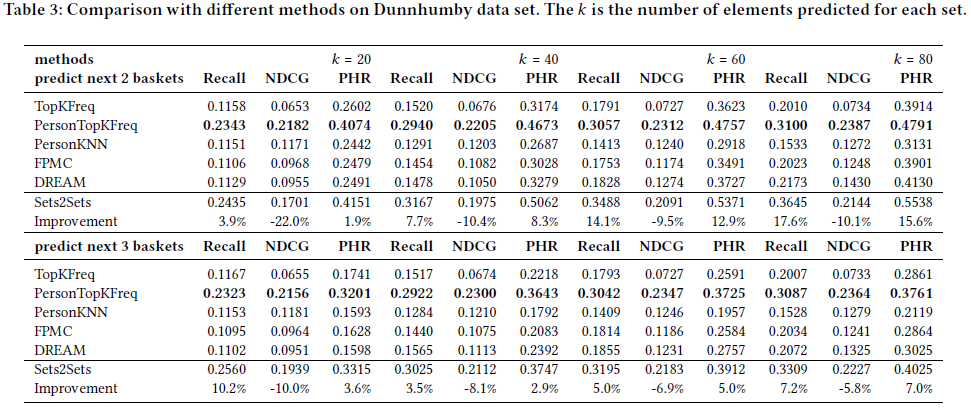 Table 3: Comparison with different methods on Dunnhumby data set. The k is the number of elements predicted for each set.
methods k = 20 k = 40 k = 60 k = 80
predict next 2 baskets Recall NDCG PHR Recall NDCG PHR Recall NDCG PHR Recall NDCG PHR
TopKFreq 0.1158 0.0653 0.2602 0.1520 0.0676 0.3174 0.1791 0.0727 0.3623 0.2010 0.0734 0.3914
PersonTopKFreq 0.2343 0.2182 0.4074 0.2940 0.2205 0.4673 0.3057 0.2312 0.4757 0.3100 0.2387 0.4791
PersonKNN 0.1151 0.1171 0.2442 0.1291 0.1203 0.2687 0.1413 0.1240 0.2918 0.1533 0.1272 0.3131
FPMC 0.1106 0.0968 0.2479 0.1454 0.1082 0.3028 0.1753 0.1174 0.3491 0.2023 0.1248 0.3901
DREAM 0.1129 0.0955 0.2491 0.1478 0.1050 0.3279 0.1828 0.1274 0.3727 0.2173 0.1430 0.4130
Sets2Sets 0.2435 0.1701 0.4151 0.3167 0.1975 0.5062 0.3488 0.2091 0.5371 0.3645 0.2144 0.5538
Improvement 3.9% -22.0% 1.9% 7.7% -10.4% 8.3% 14.1% -9.5% 12.9% 17.6% -10.1% 15.6%
predict next 3 baskets Recall NDCG PHR Recall NDCG PHR Recall NDCG PHR Recall NDCG PHR
TopKFreq 0.1167 0.0655 0.1741 0.1517 0.0674 0.2218 0.1793 0.0727 0.2591 0.2007 0.0733 0.2861
PersonTopKFreq 0.2323 0.2156 0.3201 0.2922 0.2300 0.3643 0.3042 0.2347 0.3725 0.3087 0.2364 0.3761
PersonKNN 0.1153 0.1181 0.1593 0.1284 0.1210 0.1792 0.1409 0.1246 0.1957 0.1528 0.1279 0.2119
FPMC 0.1095 0.0964 0.1628 0.1440 0.1075 0.2083 0.1814 0.1186 0.2584 0.2034 0.1241 0.2864
DREAM 0.1102 0.0951 0.1598 0.1565 0.1113 0.2392 0.1855 0.1231 0.2757 0.2072 0.1325 0.3025
Sets2Sets 0.2560 0.1939 0.3315 0.3025 0.2112 0.3747 0.3195 0.2183 0.3912 0.3309 0.2227 0.4025
Improvement 10.2% -10.0% 3.6% 3.5% -8.1% 2.9% 5.0% -6.9% 5.0% 7.2% -5.8% 7.0%